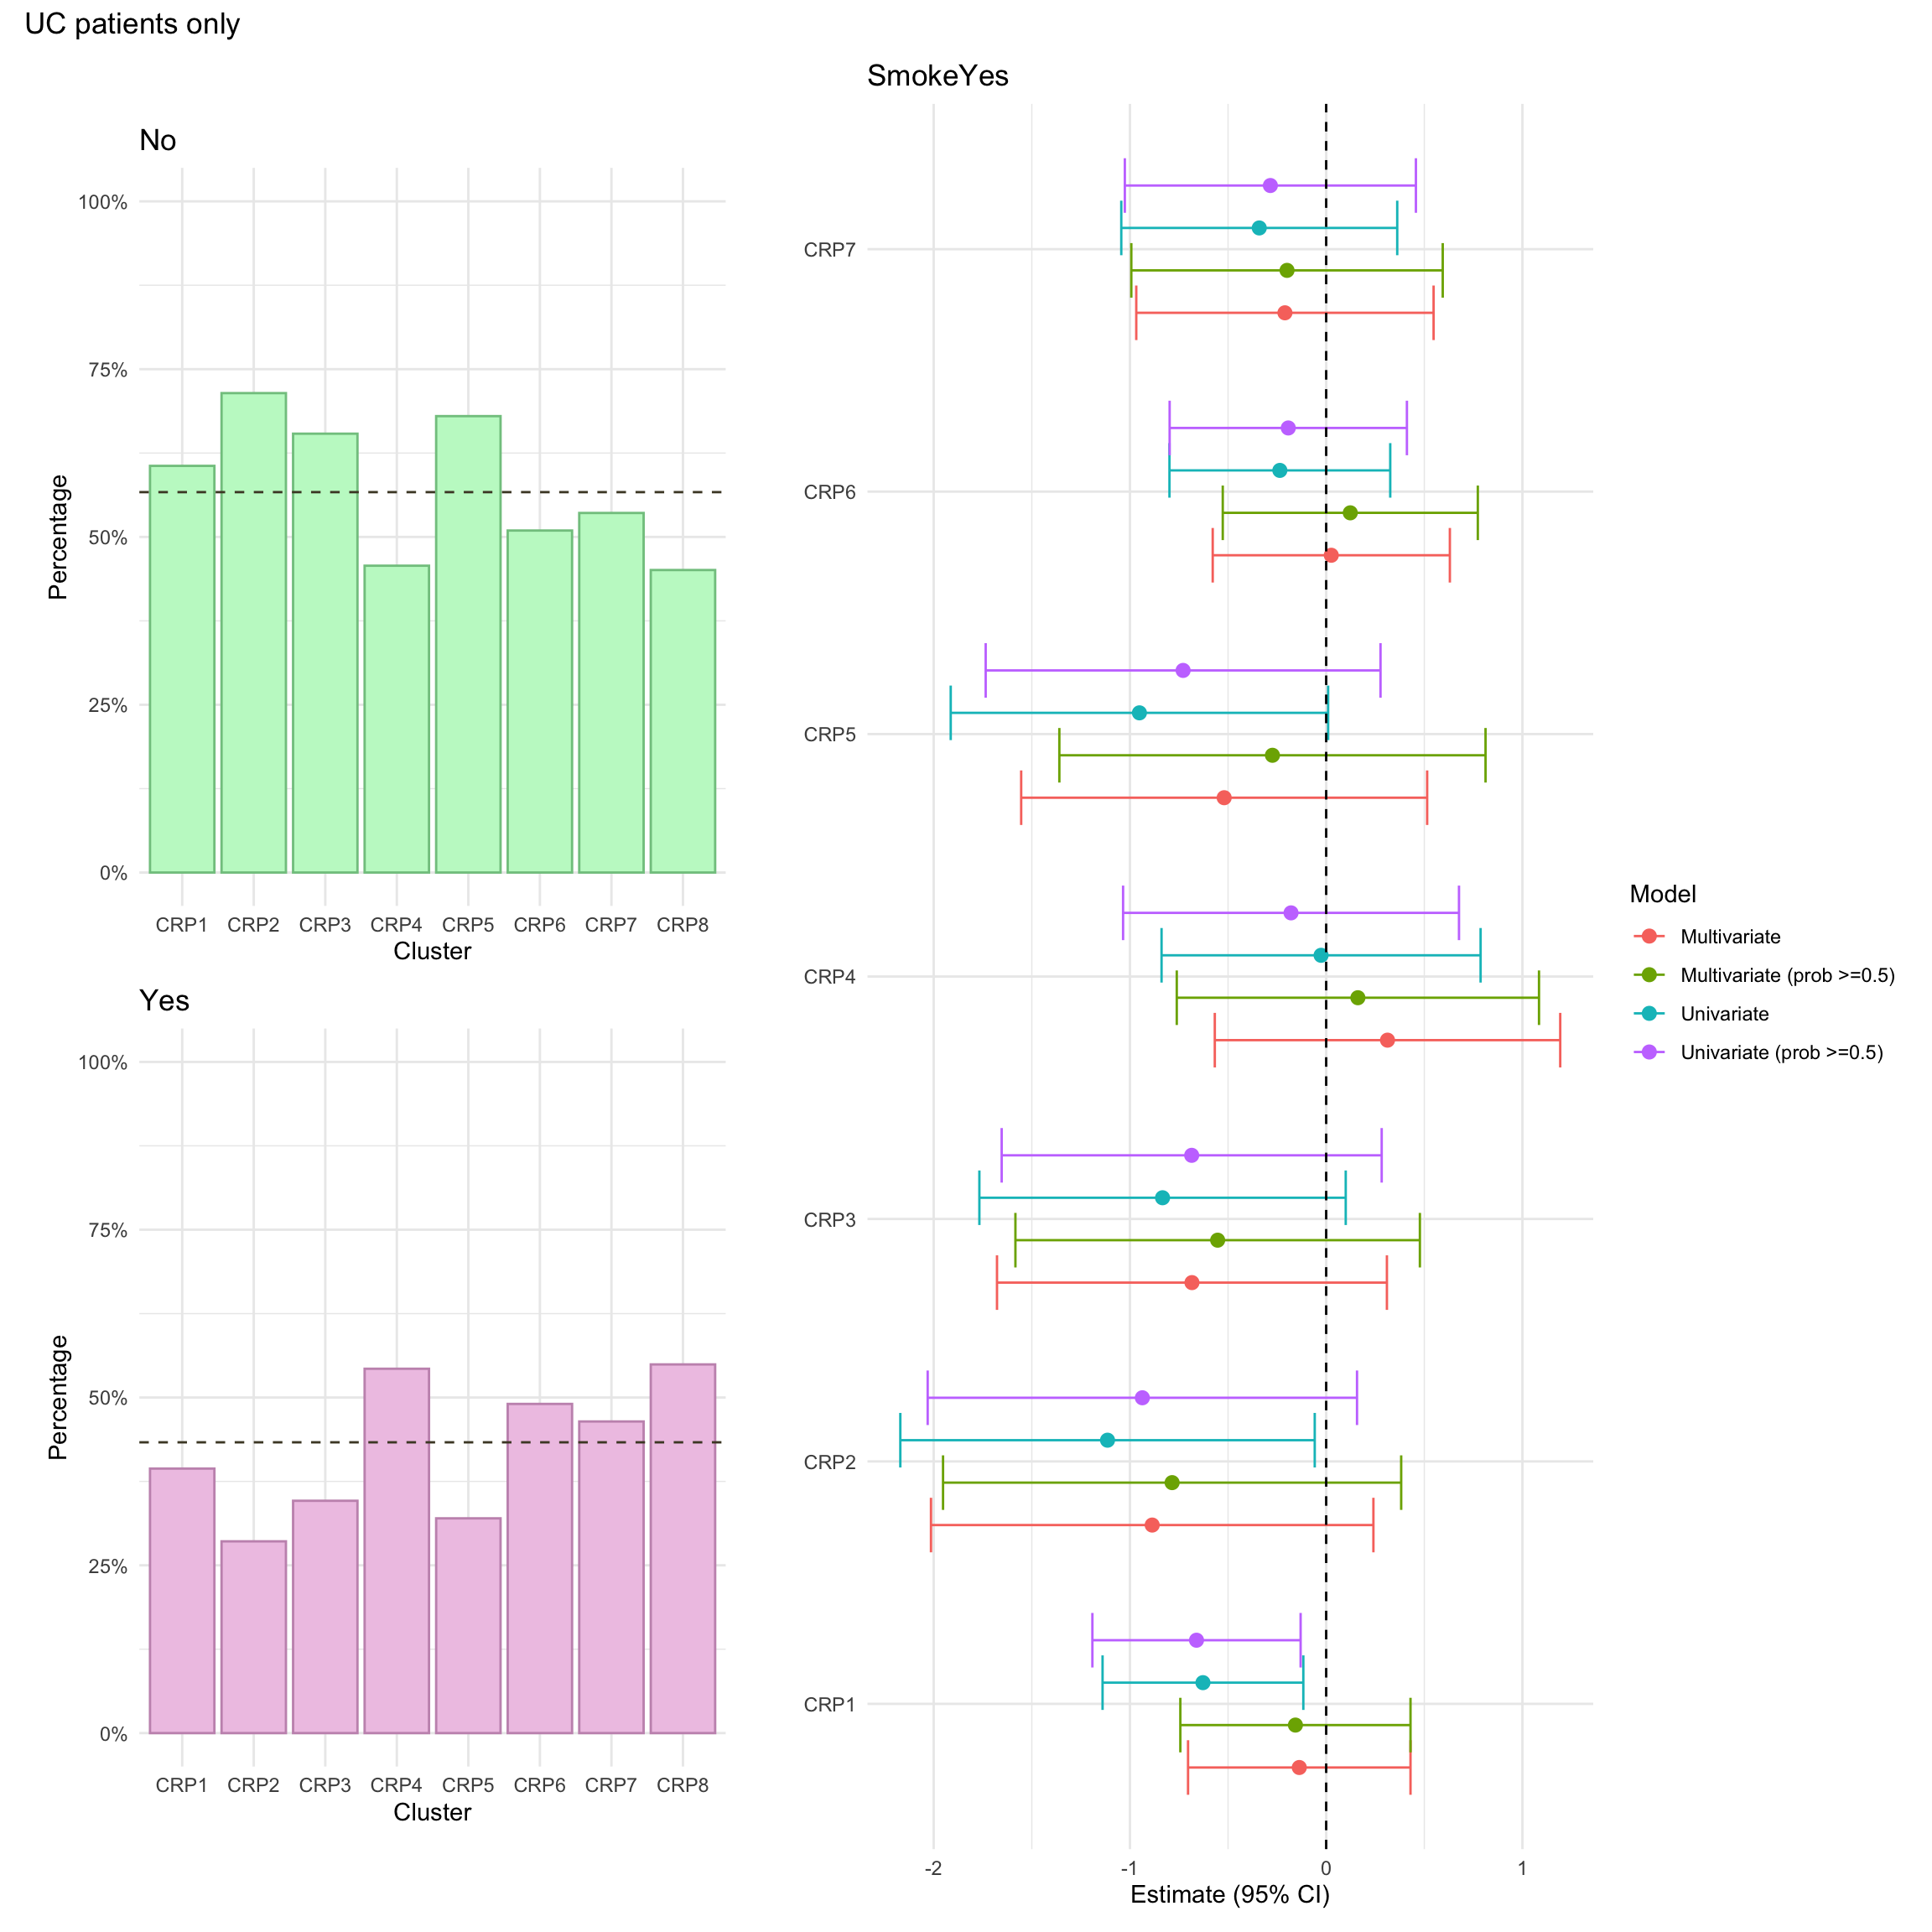 UC patients only
No
100%
75%
50%
25%
0%
Percentage
CRP1 CRP2 CRP3 CRP4 CRP5 CRP6 CRP7 CRP8
Cluster
Yes
100%
75%
50%
25%
0%
Percentage
CRP1 CRP2 CRP3 CRP4 CRP5 CRP6 CRP7 CRP8
Cluster
SmokeYes
CRP7
CRP6
CRP5
CRP4
CRP3
CRP2
CRP1
-2 -1 0 1
Estimate (95% CI)
Model
Multivariate
Multivariate (prob >=0.5)
Univariate
Univariate (prob >=0.5)